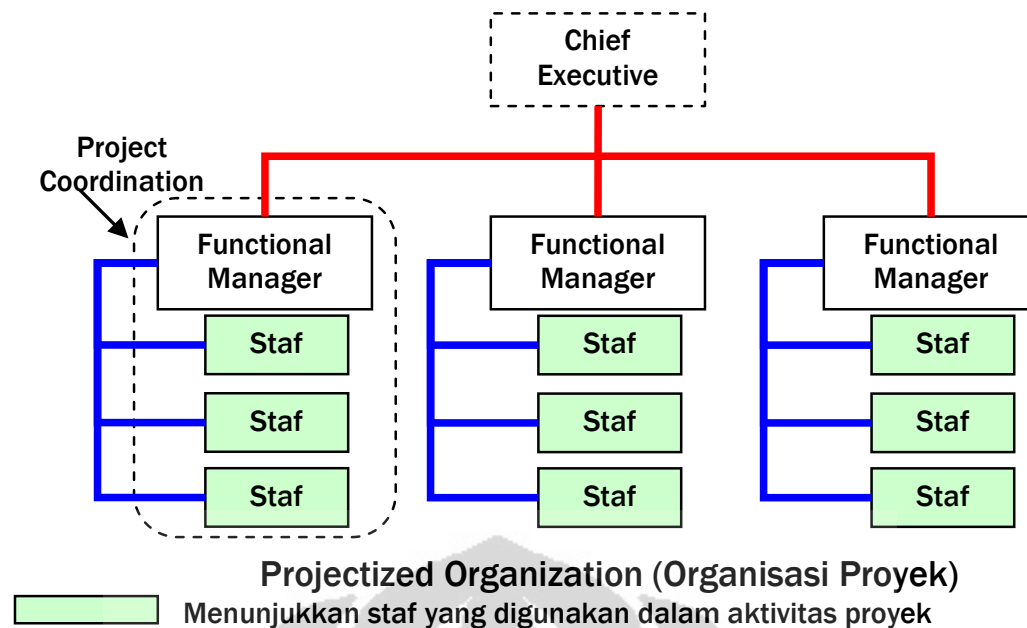 Chief
Executive
Project
Coordination
Functional
Manager
Functional
Manager
Functional
Manager
Staf
Staf
Staf
Staf
Staf
Staf
Staf
Staf
Staf
Projectized Organization (Organisasi Proyek)
Menunjukkan staf yang digunakan dalam aktivitas proyek